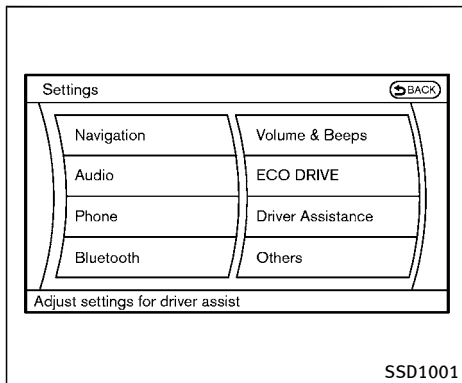 Settings
BACK
Navigation
Volume & Beeps
Audio
ECO DRIVE
Phone
Driver Assistance
Bluetooth
Others
Adjust settings for driver assist
SSD1001